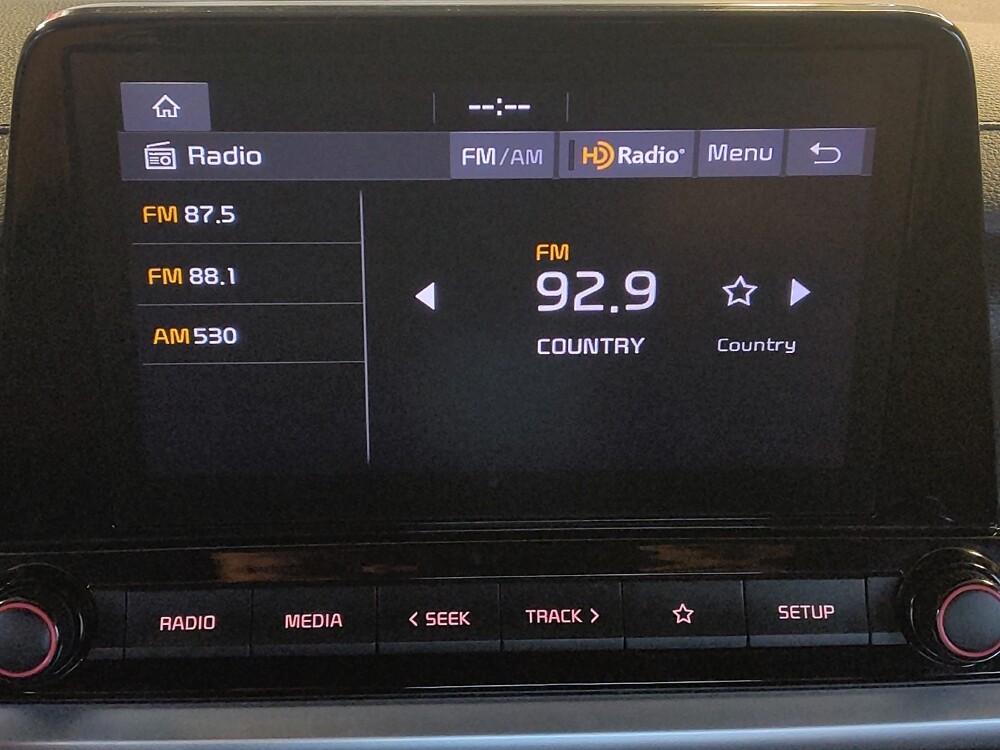 --:--
Radio FM/AM HD Radio® Menu
FM 87.5
FM 88.1
AM 530
FM
92.9
COUNTRY Country
RADIO MEDIA < SEEK TRACK > SETUP